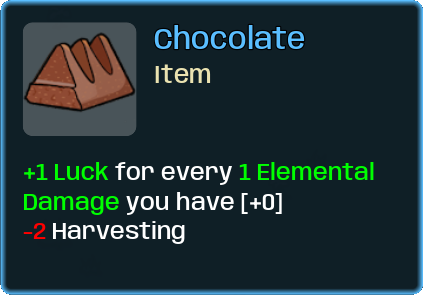 Chocolate
Item
+1 Luck for every 1 Elemental
Damage you have [+0]
-2 Harvesting